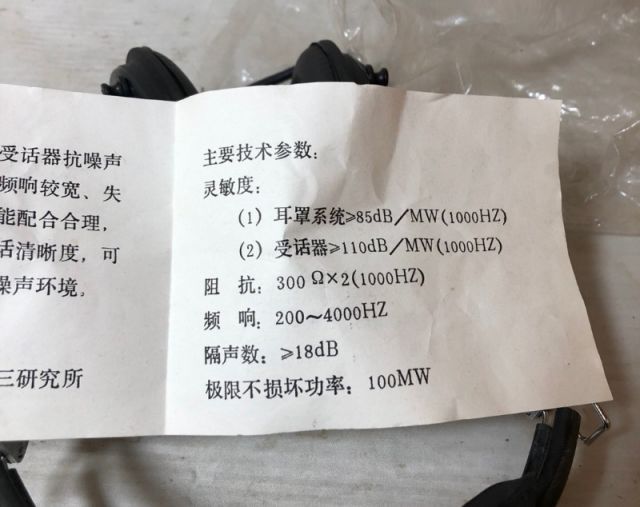 受话器抗噪声
频响较宽、失
能配合合理，
清晰度，可
噪声环境。
三研究所
主要技术参数：
灵敏度：
(1) 耳罩系统≥85dB/MW(1000HZ)
(2) 受话器≥110dB/MW(1000HZ)
阻 抗：300 Ω×2(1000HZ)
频 响：200～4000HZ
隔声数：≥18dB
极限不损坏功率：100MW